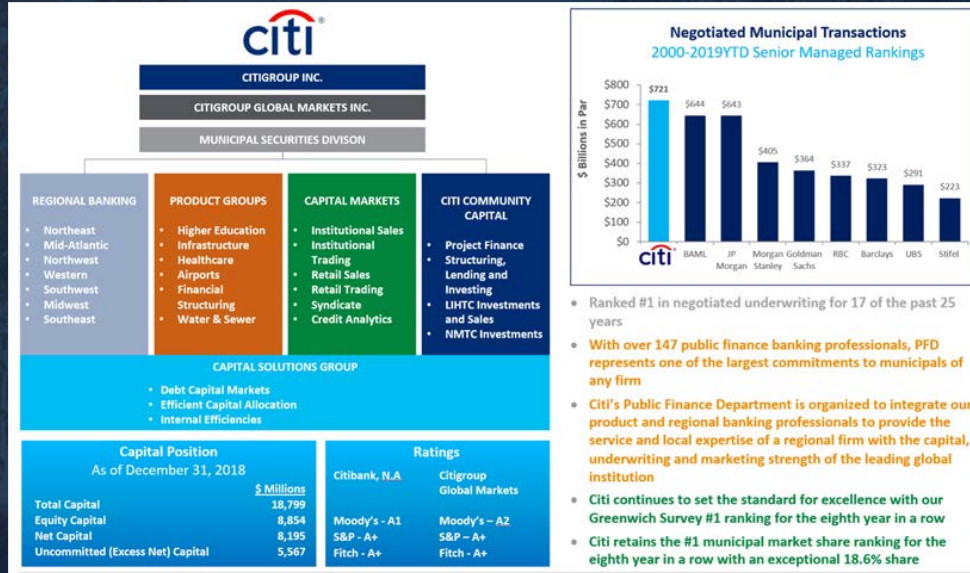 citi
CITIGROUP INC.
CITIGROUP GLOBAL MARKETS INC.
MUNICIPAL SECURITIES DIVISON
REGIONAL BANKING
• Northeast
• Mid-Atlantic
• Northwest
• Western
• Southwest
• Midwest
• Southeast
PRODUCT GROUPS
• Higher Education
• Infrastructure
• Healthcare
• Airports
• Financial
Structuring
• Water & Sewer
CAPITAL MARKETS
• Institutional Sales
• Institutional
Trading
• Retail Sales
• Retail Trading
• Syndicate
• Credit Analytics
CITI COMMUNITY
CAPITAL
• Project Finance
• Structuring,
Lending and
Investing
• LIHTC Investments
and Sales
• NMTC Investments
CAPITAL SOLUTIONS GROUP
• Debt Capital Markets
• Efficient Capital Allocation
• Internal Efficiencies
Capital Position
As of December 31, 2018
$ Millions
Total Capital 18,799
Equity Capital 8,854
Net Capital 8,195
Uncommitted (Excess Net) Capital 5,567
Ratings
Citibank, N.A Citigroup
Global Markets
Moody's - A1 Moody's – A2
S&P - A+ S&P – A+
Fitch - A+ Fitch - A+
Negotiated Municipal Transactions
2000-2019YTD Senior Managed Rankings
$ Billions in Par
$800
$700
$600
$500
$400
$300
$200
$100
$0
$721
$644
$643
$405
$364
$337
$323
$291
$223
citi BAML JP Morgan Goldman RBC Barclays UBS Stifel
Morgan Stanley Sachs
• Ranked #1 in negotiated underwriting for 17 of the past 25
years
• With over 147 public finance banking professionals, PFD
represents one of the largest commitments to municipals of
any firm
• Citi's Public Finance Department is organized to integrate our
product and regional banking professionals to provide the
service and local expertise of a regional firm with the capital,
underwriting and marketing strength of the leading global
institution
• Citi continues to set the standard for excellence with our
Greenwich Survey #1 ranking for the eighth year in a row
• Citi retains the #1 municipal market share ranking for the
eighth year in a row with an exceptional 18.6% share